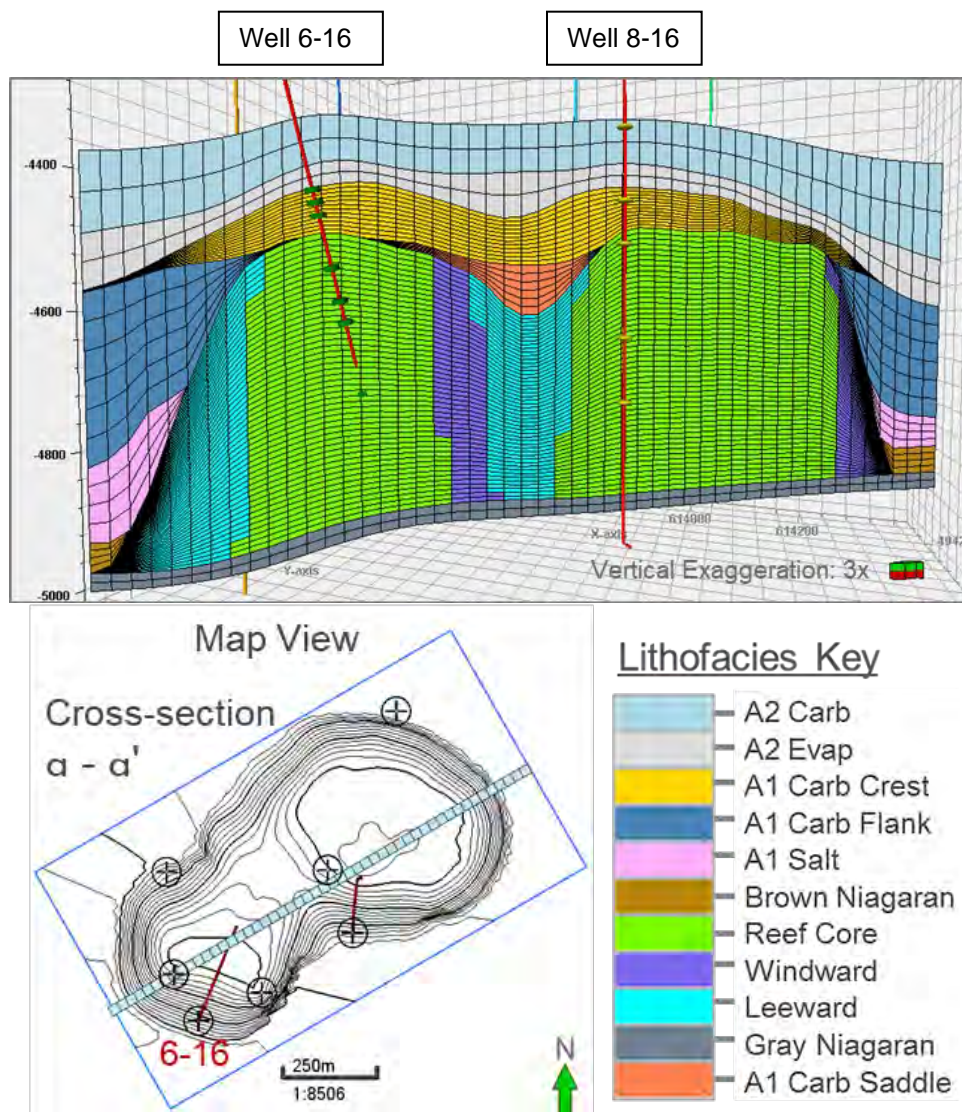 Well 6-16
Well 8-16
-4400
-4600
-4800
-5000
Y-axis
X-axis
614000
614200
Vertical Exaggeration: 3x
Map View
Cross-section
a - a'
6-16
250m
1:8506
N
Lithofacies Key
A2 Carb
A2 Evap
A1 Carb Crest
A1 Carb Flank
A1 Salt
Brown Niagaran
Reef Core
Windward
Leeward
Gray Niagaran
A1 Carb Saddle